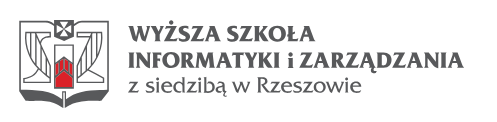 WYŻSZA SZKOŁA
INFORMATYKI i ZARZĄDZANIA
z siedzibą w Rzeszowie